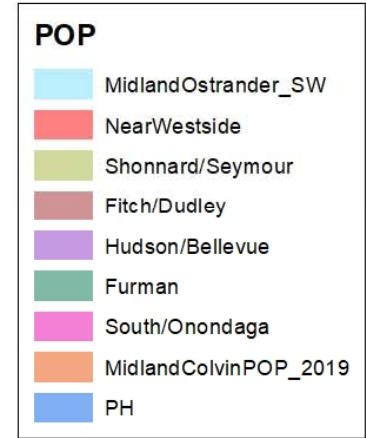 POP
MidlandOstrander_SW
NearWestside
Shonnard/Seymour
Fitch/Dudley
Hudson/Bellevue
Furman
South/Onondaga
MidlandColvinPOP_2019
PH